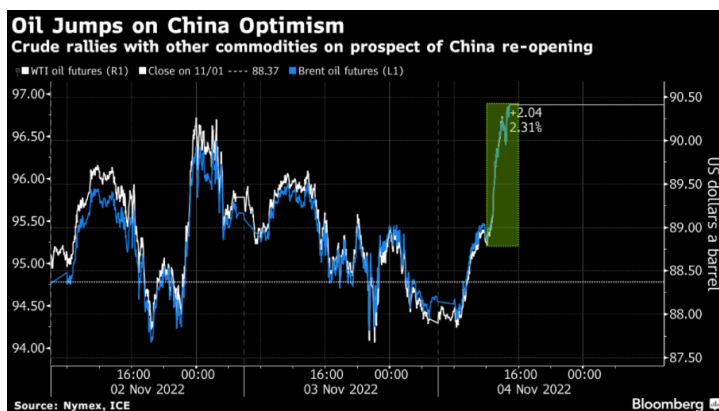 Oil Jumps on China Optimism
Crude rallies with other commodities on prospect of China re-opening
WTI oil futures (R1) Close on 11/01 ---- 88.37 Brent oil futures (L1)
97.00
96.50
96.00
95.50
95.00
94.50
94.00
+2.04
2.31%
90.50
90.00
89.50
89.00
88.50
88.00
87.50
US dollars a barrel
16:00 00:00 16:00 00:00 16:00 00:00
02 Nov 2022 03 Nov 2022 04 Nov 2022
Source: Nymex, ICE Bloomberg